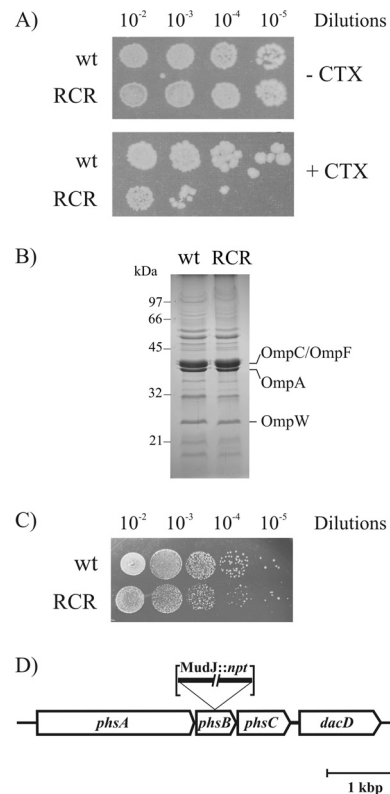 A)
10-2 10-3 10-4 10-5 Dilutions
wt
RCR
- CTX
wt
RCR
+ CTX
B)
kDa
wt RCR
97
66
45
32
21
OmpC/OmpF
OmpA
OmpW
C)
10-2 10-3 10-4 10-5 Dilutions
wt
RCR
D)
MudJ::npt
phsA phsB phsC dacD
1 kbp